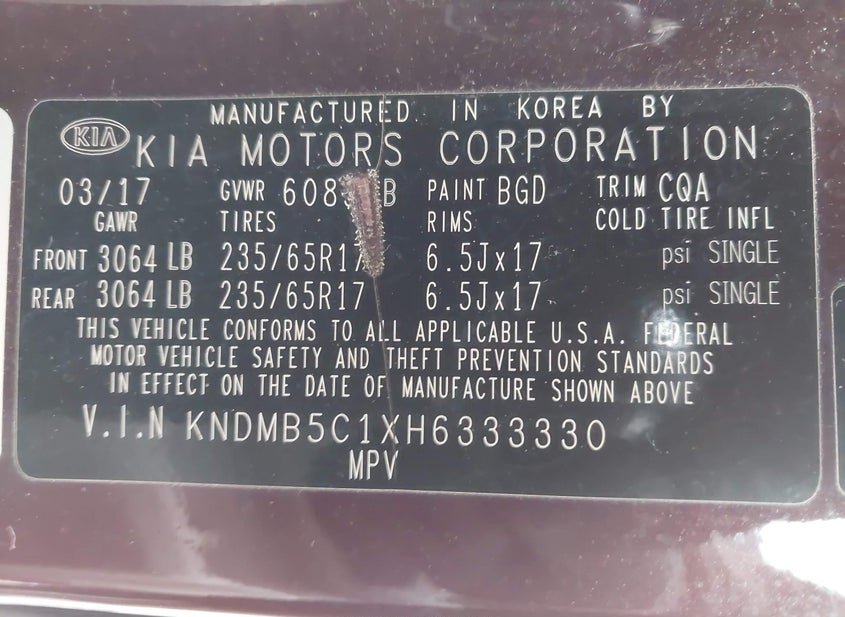 MANUFACTURED IN KOREA BY
KIA KIA MOTORS CORPORATION
03/17 GVWR PAINT BGD TRIM CQA
GAWR TIRES RIMS COLD TIRE INFL
FRONT 3064 LB 235/65R17 6.5Jx17 psi SINGLE
REAR 3064 LB 235/65R17 6.5Jx17 psi SINGLE
THIS VEHICLE CONFORMS TO ALL APPLICABLE U.S.A. FEDERAL
MOTOR VEHICLE SAFETY AND THEFT PREVENTION STANDARDS
IN EFFECT ON THE DATE OF MANUFACTURE SHOWN ABOVE
V.I.N KNDMB5C1XH6333330
MPV